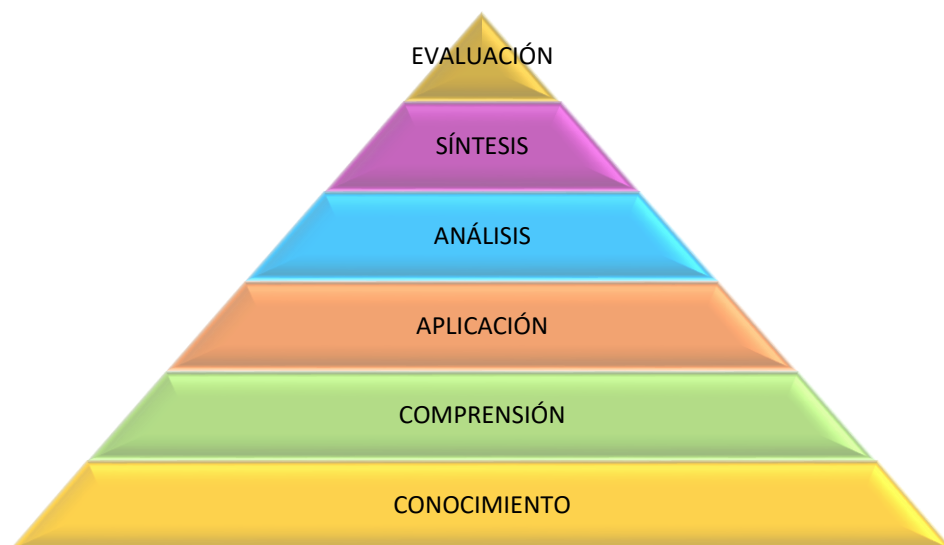 EVALUACIÓN
SÍNTESIS
ANÁLISIS
APLICACIÓN
COMPRENSIÓN
CONOCIMIENTO